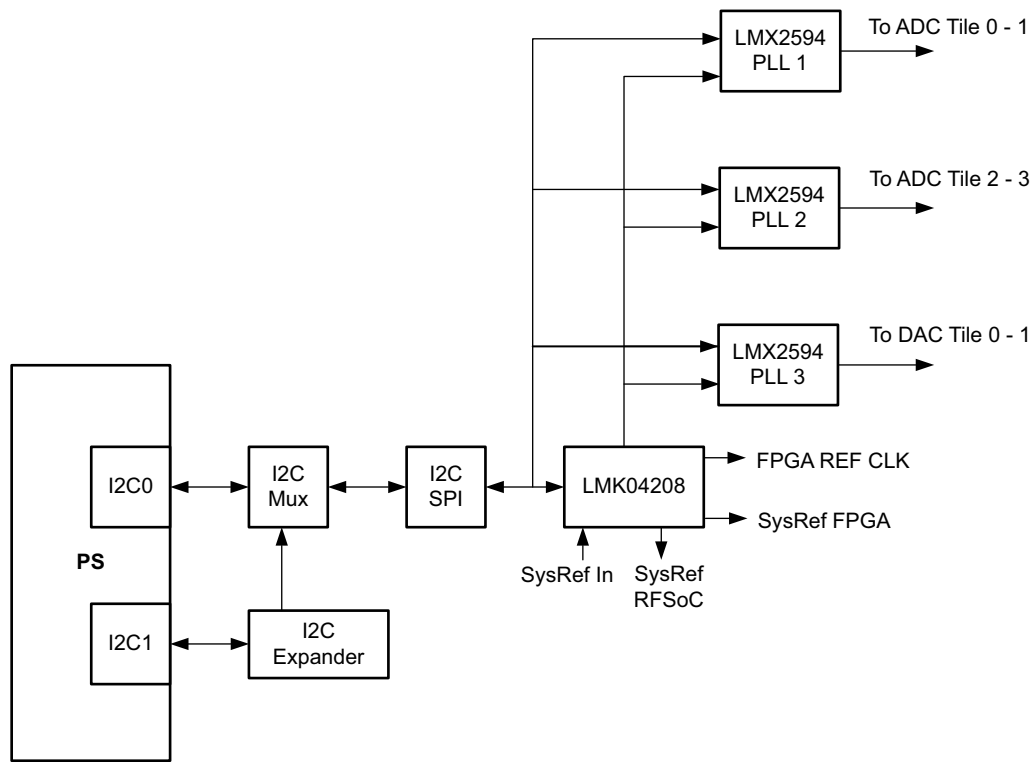 LMX2594
PLL 1
To ADC Tile 0 - 1
LMX2594
PLL 2
To ADC Tile 2 - 3
LMX2594
PLL 3
To DAC Tile 0 - 1
PS
I2C0
I2C
Mux
I2C
SPI
LMK04208
FPGA REF CLK
SysRef FPGA
SysRef In
SysRef
RFSoC
I2C1
I2C
Expander